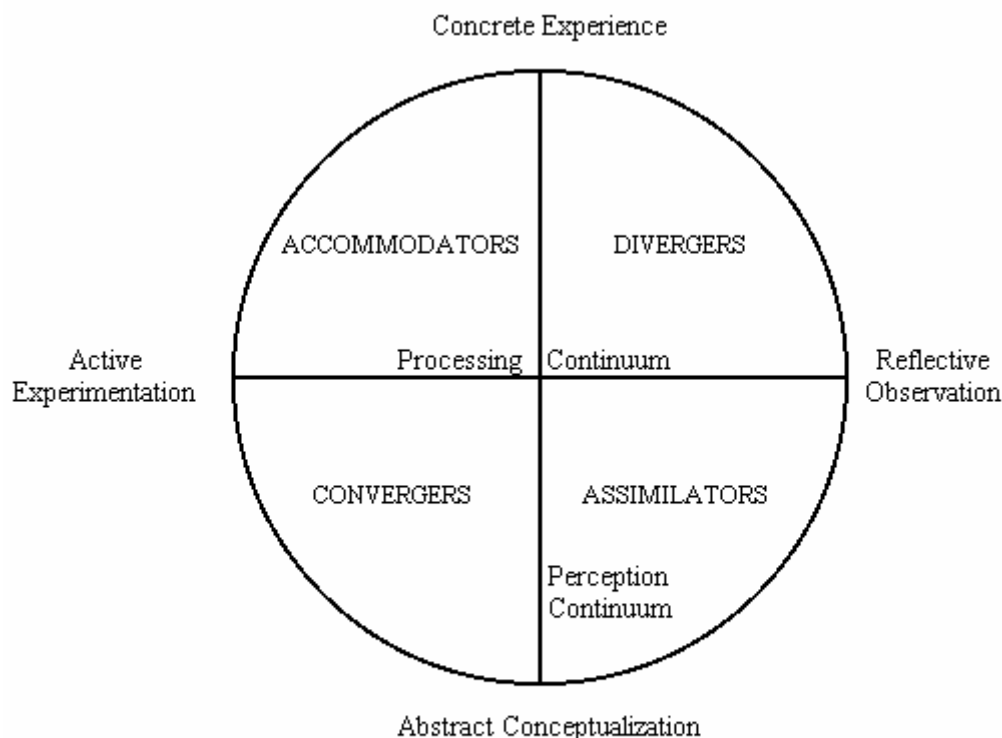 Concrete Experience
ACCOMMODATORS
DIVERGERS
Active
Experimentation
Processing Continuum
Reflective
Observation
CONVERGERS
ASSIMILATORS
Perception
Continuum
Abstract Conceptualization